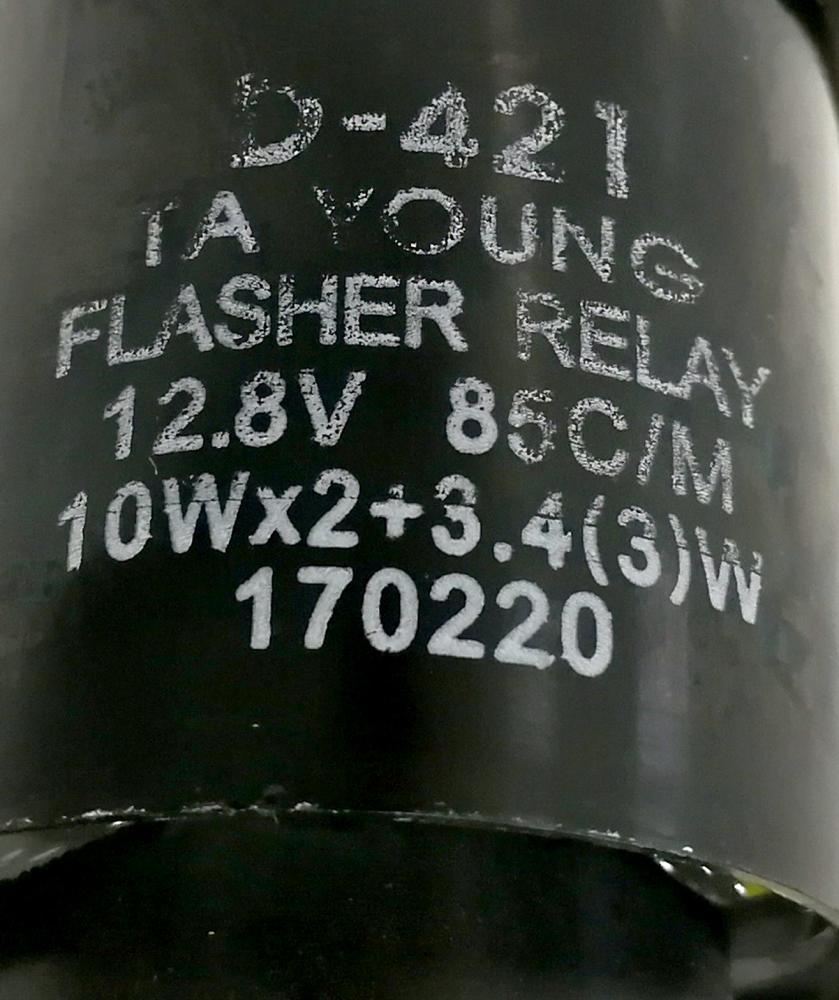 D-421
TA YOUNG
FLASHER RELAY
12.8V 85C/M
10Wx2+3.4(3)W
170220